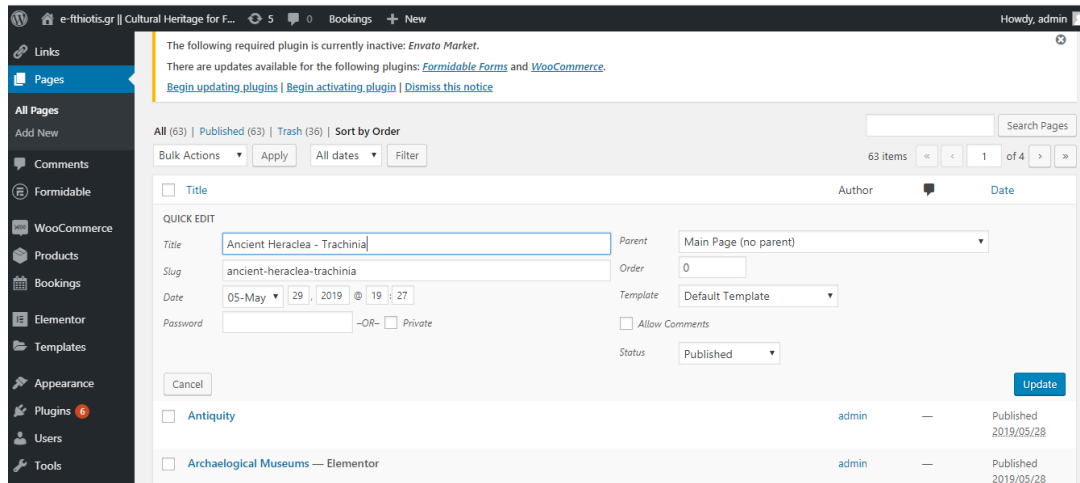 e-fthiotis.gr || Cultural Heritage for F... 5 0 Bookings + New Howdy, admin
Links
Pages
All Pages
Add New
Comments
Formidable
WooCommerce
Products
Bookings
Elementor
Templates
Appearance
Plugins 6
Users
Tools
The following required plugin is currently inactive: Envato Market.
There are updates available for the following plugins: Formidable Forms and WooCommerce.
Begin updating plugins | Begin activating plugin | Dismiss this notice
All (63) | Published (63) | Trash (36) | Sort by Order
Search Pages
Bulk Actions Apply All dates Filter 63 items « ‹ 1 of 4 › »
Title Author Date
QUICK EDIT
Title Ancient Heraclea - Trachinia
Slug ancient-heraclea-trachinia
Date 05-May 29 , 2019 @ 19 : 27
Password –OR– Private
Parent Main Page (no parent)
Order 0
Template Default Template
Allow Comments
Status Published
Cancel Update
Antiquity admin — Published
2019/05/28
Archaelogical Museums — Elementor admin — Published
2019/05/28